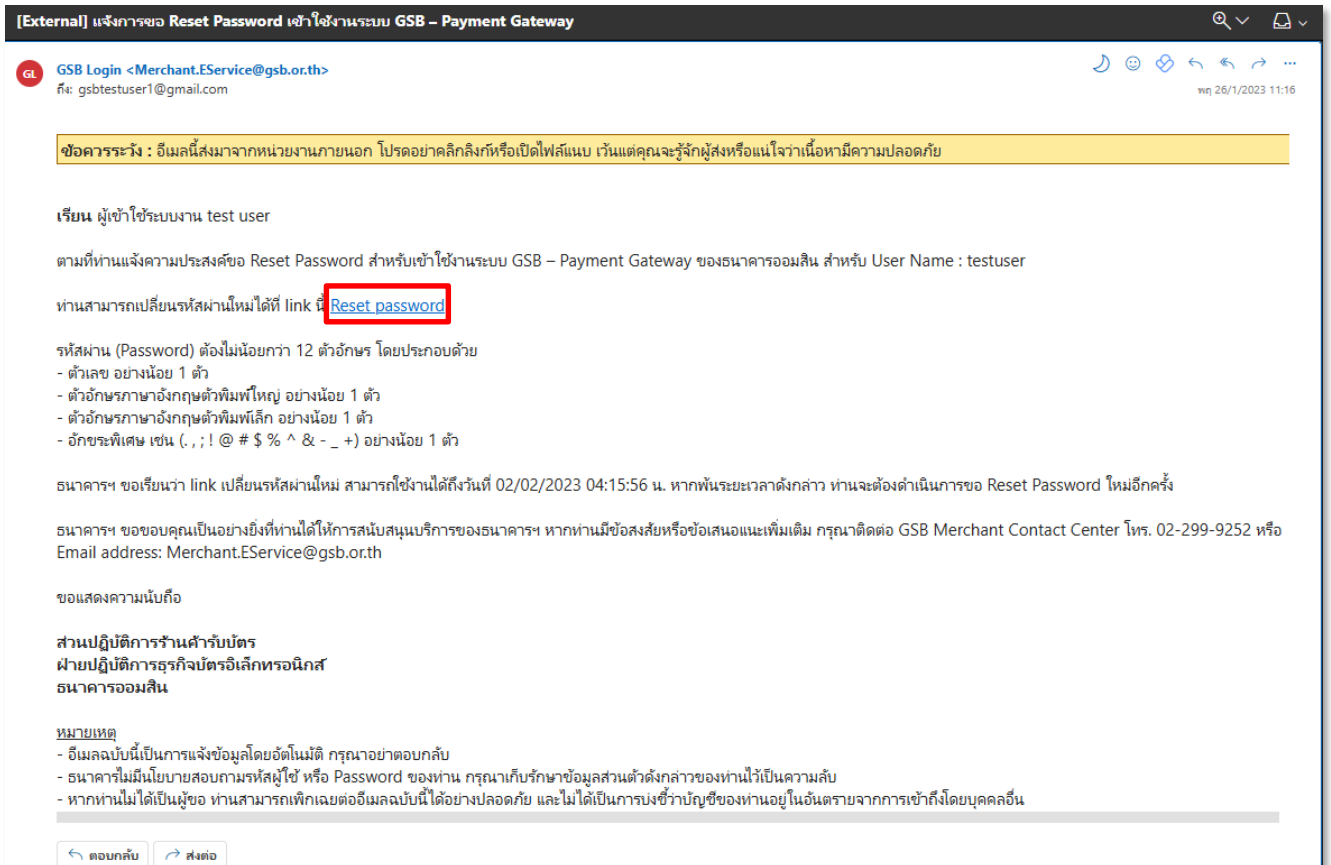 [External] แจ้งการขอ Reset Password เข้าใช้งานระบบ GSB – Payment Gateway
GL
GSB Login <Merchant.EService@gsb.or.th>
ถึง: gsbtestuser1@gmail.com
พฤ 26/1/2023 11:16
ข้อควรระวัง : อีเมลนี้ส่งมาจากหน่วยงานภายนอก โปรดอย่าคลิกลิงก์หรือเปิดไฟล์แนบ เว้นแต่คุณจะรู้จักผู้ส่งหรือแน่ใจว่าเนื้อหามีความปลอดภัย
เรียน ผู้เข้าใช้ระบบงาน test user
ตามที่ท่านแจ้งความประสงค์ขอ Reset Password สำหรับเข้าใช้งานระบบ GSB – Payment Gateway ของธนาคารออมสิน สำหรับ User Name : testuser
ท่านสามารถเปลี่ยนรหัสผ่านใหม่ได้ที่ link นี้ Reset password
รหัสผ่าน (Password) ต้องไม่น้อยกว่า 12 ตัวอักษร โดยประกอบด้วย
- ตัวเลข อย่างน้อย 1 ตัว
- ตัวอักษรภาษาอังกฤษตัวพิมพ์ใหญ่ อย่างน้อย 1 ตัว
- ตัวอักษรภาษาอังกฤษตัวพิมพ์เล็ก อย่างน้อย 1 ตัว
- อักขระพิเศษ เช่น (. , ; ! @ # $ % ^ & - _ +) อย่างน้อย 1 ตัว
ธนาคารฯ ขอเรียนว่า link เปลี่ยนรหัสผ่านใหม่ สามารถใช้งานได้ถึงวันที่ 02/02/2023 04:15:56 น. หากพ้นระยะเวลาดังกล่าว ท่านจะต้องดำเนินการขอ Reset Password ใหม่อีกครั้ง
ธนาคารฯ ขอขอบคุณเป็นอย่างยิ่งที่ท่านได้ให้การสนับสนุนบริการของธนาคารฯ หากท่านมีข้อสงสัยหรือข้อเสนอแนะเพิ่มเติม กรุณาติดต่อ GSB Merchant Contact Center โทร. 02-299-9252 หรือ
Email address: Merchant.EService@gsb.or.th
ขอแสดงความนับถือ
ส่วนปฏิบัติการร้านค้ารับบัตร
ฝ่ายปฏิบัติการธุรกิจบัตรอิเล็กทรอนิกส์
ธนาคารออมสิน
หมายเหตุ
- อีเมลฉบับนี้เป็นการแจ้งข้อมูลโดยอัตโนมัติ กรุณาอย่าตอบกลับ
- ธนาคารไม่มีนโยบายสอบถามรหัสผู้ใช้ หรือ Password ของท่าน กรุณาเก็บรักษาข้อมูลส่วนตัวดังกล่าวของท่านไว้เป็นความลับ
- หากท่านไม่ได้เป็นผู้ขอ ท่านสามารถเพิกเฉยต่ออีเมลฉบับนี้ได้อย่างปลอดภัย และไม่ได้เป็นการบ่งชี้ว่าบัญชีของท่านอยู่ในอันตรายจากการเข้าถึงโดยบุคคลอื่น
ตอบกลับ ส่งต่อ